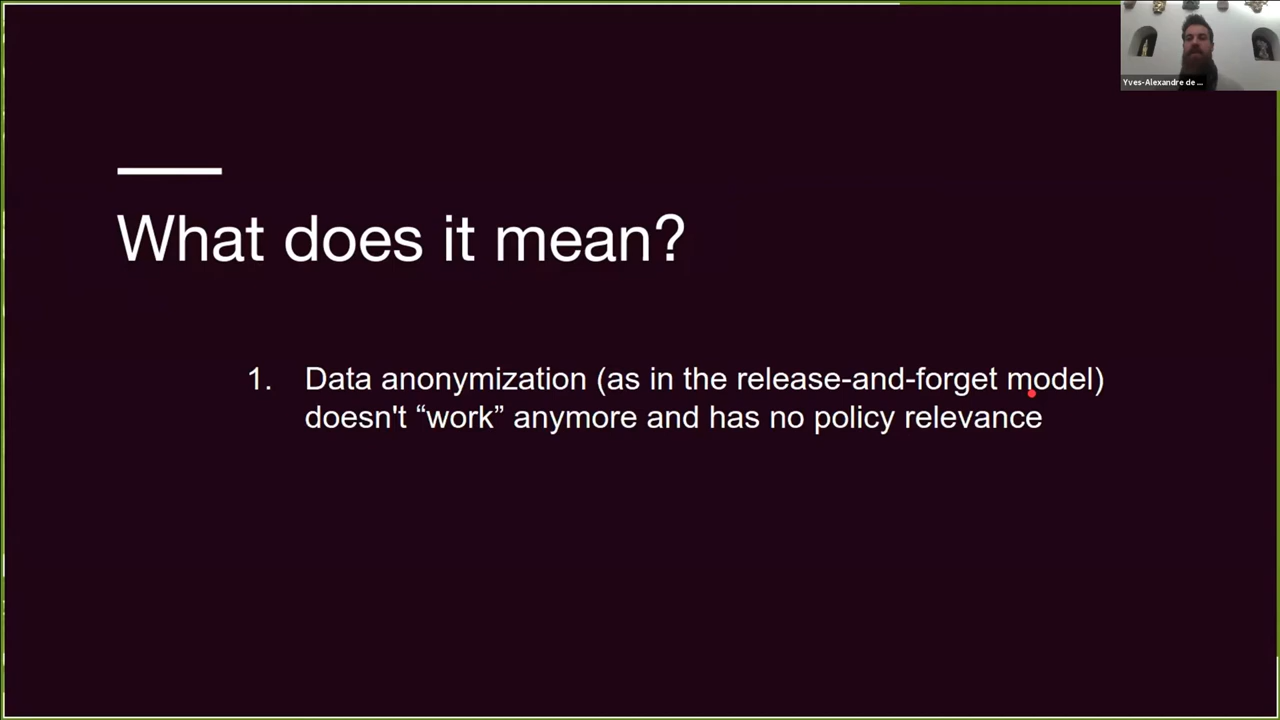 Yves-Alexandre de ...
What does it mean?
1. Data anonymization (as in the release-and-forget model)
doesn't “work” anymore and has no policy relevance